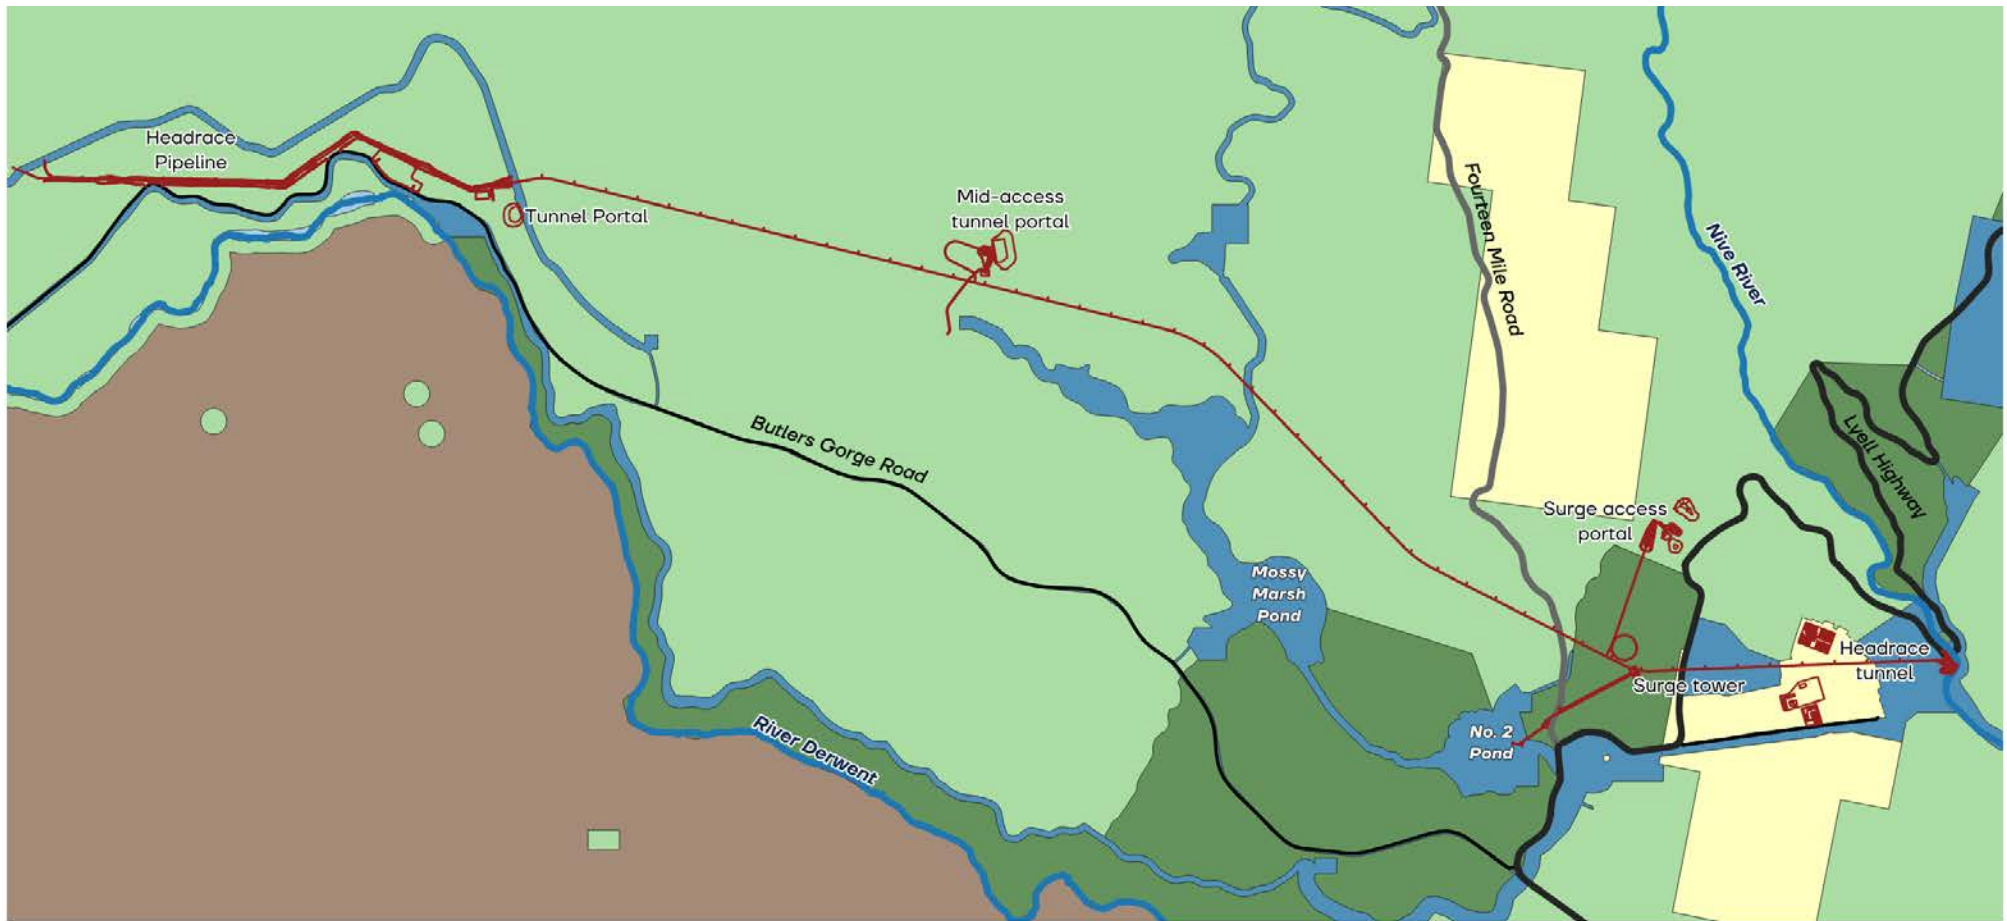 Headrace
Pipeline
Tunnel Portal
Mid-access
tunnel portal
Fourteen Mile Road
Nive River
Butlers Gorge Road
Lyell Highway
Surge access
portal
Mossy
Marsh
Pond
Headrace
tunnel
Surge tower
No. 2
Pond
River Derwent